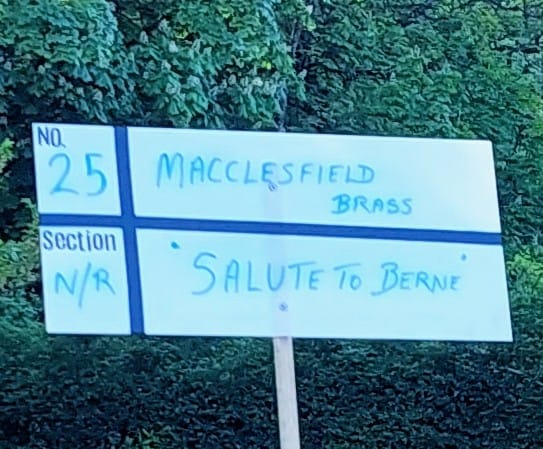 NO. 25
MACCLESFIELD
BRASS
Section
N/R
"SALUTE TO BERNE"